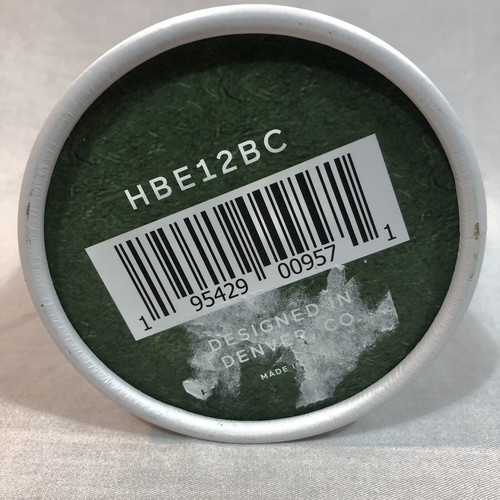 HBE12BC
1 95429 00957 1
DESIGNED IN
DENVER, CO
MADE